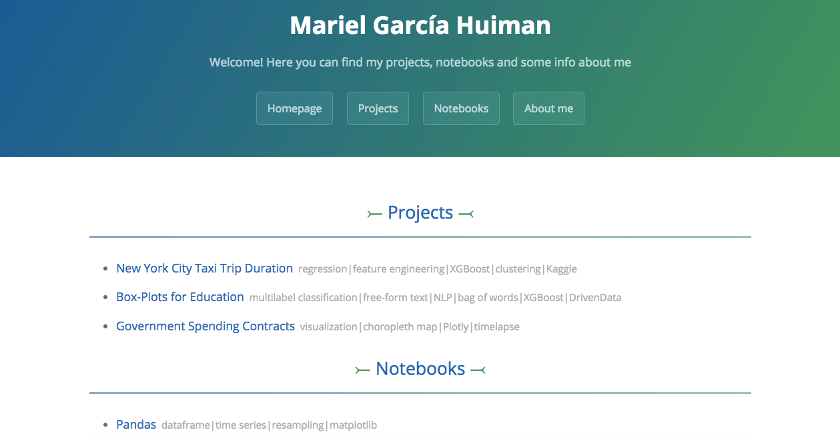 Mariel García Huiman
Welcome! Here you can find my projects, notebooks and some info about me
Homepage Projects Notebooks About me
Projects
New York City Taxi Trip Duration regression|feature engineering|XGBoost|clustering|Kaggle
Box-Plots for Education multilabel classification|free-form text|NLP|bag of words|XGBoost|DrivenData
Government Spending Contracts visualization|choropleth map|Plotly|timelapse
Notebooks
Pandas dataframe|time series|resampling|matplotlib